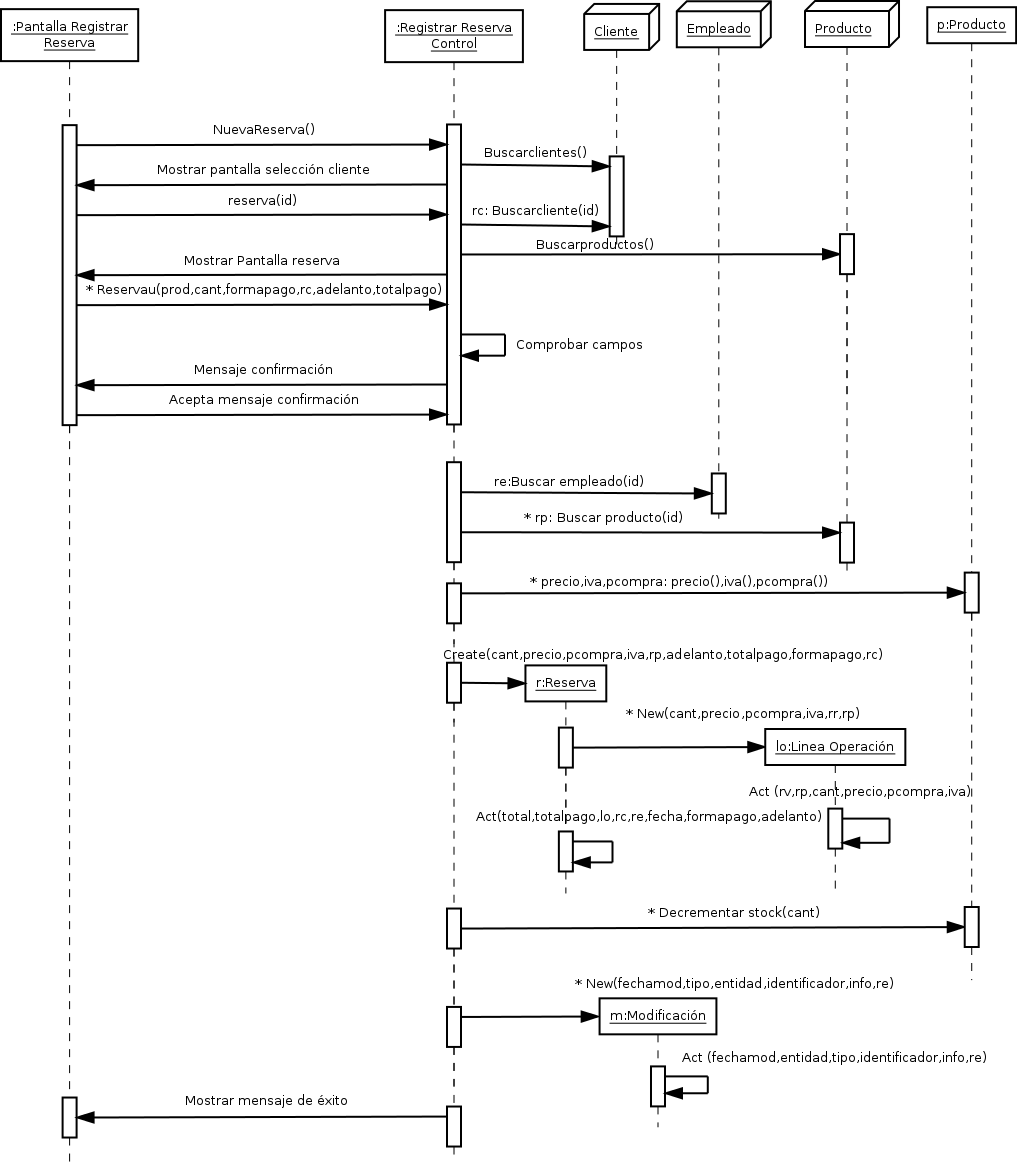 :Pantalla Registrar
Reserva
:Registrar Reserva
Control
Cliente
Empleado
Producto
p:Producto
NuevaReserva()
Buscarclientes()
Mostrar pantalla selección cliente
reserva(id)
rc: Buscarcliente(id)
Buscarproductos()
Mostrar Pantalla reserva
* Reservau(prod,cant,formapago,rc,adelanto,totalpago)
Comprobar campos
Mensaje confirmación
Acepta mensaje confirmación
re:Buscar empleado(id)
* rp: Buscar producto(id)
* precio,iva,pcompra: precio(),iva(),pcompra())
Create(cant,precio,pcompra,iva,rp,adelanto,totalpago,formapago,rc)
r:Reserva
* New(cant,precio,pcompra,iva,rr,rp)
lo:Linea Operación
Act (rv,rp,cant,precio,pcompra,iva)
Act(total,totalpago,lo,rc,re,fecha,formapago,adelanto)
* Decrementar stock(cant)
* New(fechamod,tipo,entidad,identificador,info,re)
m:Modificación
Act (fechamod,entidad,tipo,identificador,info,re)
Mostrar mensaje de éxito